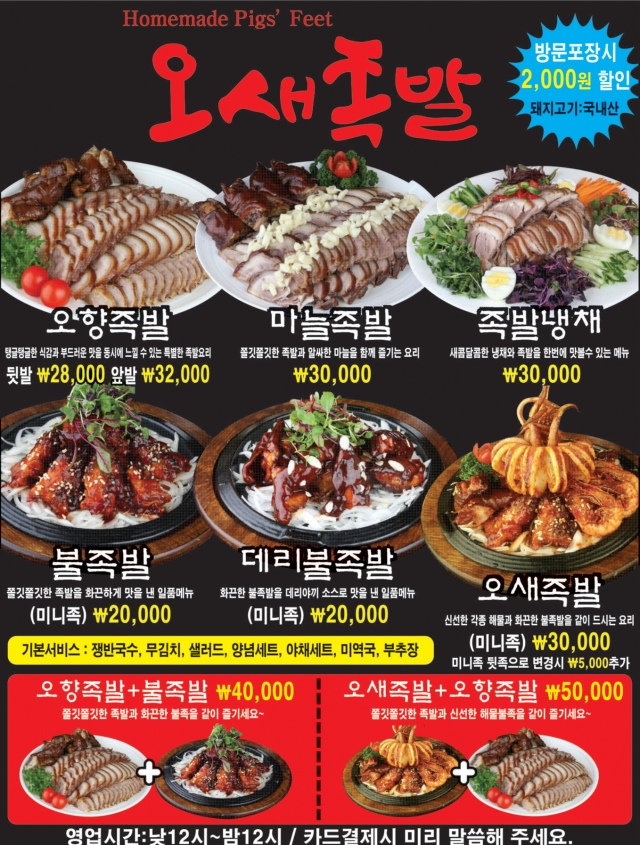 Homemade Pigs' Feet
오새족발
방문포장시
2,000원 할인
돼지고기:국내산
오향족발
탱글탱글한 식감과 부드러운 맛을 동시에 느낄 수 있는 특별한 족발요리
뒷발 ₩28,000 앞발 ₩32,000
마늘족발
쫄깃쫄깃한 족발과 알싸한 마늘을 함께 즐기는 요리
₩30,000
족발냉채
새콤달콤한 냉채와 족발을 한번에 맛볼수 있는 메뉴
₩30,000
불족발
쫄깃쫄깃한 족발을 화끈하게 맛을 낸 일품메뉴
(미니족) ₩20,000
데리불족발
화끈한 불족발을 데리야끼 소스로 맛을 낸 일품메뉴
(미니족) ₩20,000
오새족발
신선한 각종 해물과 화끈한 불족발을 같이 드시는 요리
(미니족) ₩30,000
미니족 뒷족으로 변경시 ₩5,000추가
기본서비스 : 쟁반국수, 무김치, 샐러드, 양념세트, 야채세트, 미역국, 부추장
오향족발+불족발 ₩40,000
쫄깃쫄깃한 족발과 화끈한 불족을 같이 즐기세요~
+
오새족발+오향족발 ₩50,000
쫄깃쫄깃한 족발과 신선한 해물불족을 같이 즐기세요~
+
영업시간:낮12시~밤12시 / 카드결제시 미리 말씀해 주세요.